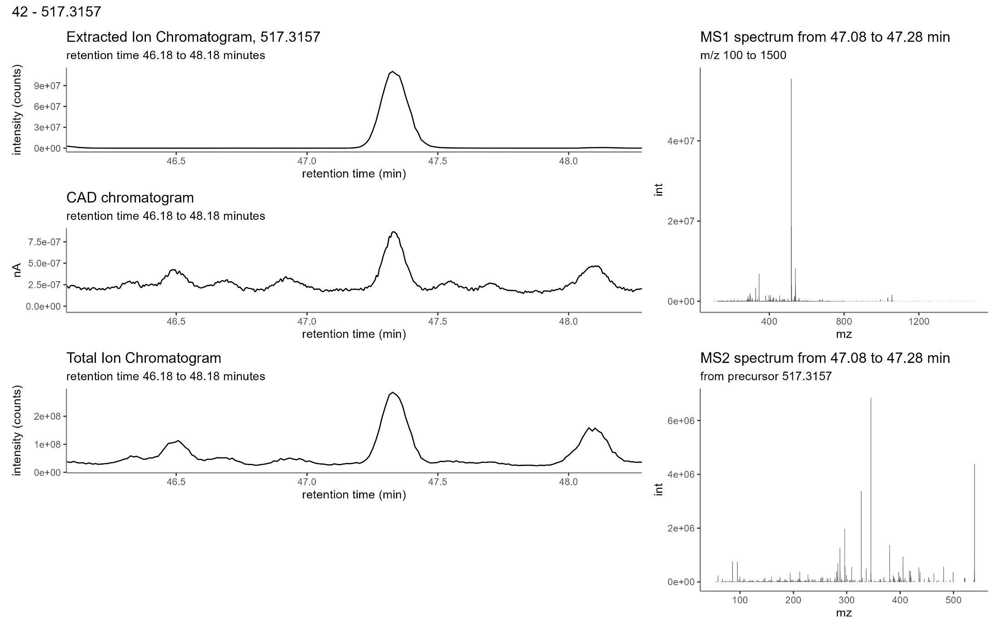 42 - 517.3157
Extracted Ion Chromatogram, 517.3157
retention time 46.18 to 48.18 minutes
intensity (counts)
9e+07
6e+07
3e+07
0e+00
46.5
47.0
47.5
48.0
retention time (min)
CAD chromatogram
retention time 46.18 to 48.18 minutes
nA
7.5e-07
5.0e-07
2.5e-07
0.0e+00
46.5
47.0
47.5
48.0
retention time (min)
Total Ion Chromatogram
retention time 46.18 to 48.18 minutes
intensity (counts)
2e+08
1e+08
0e+00
46.5
47.0
47.5
48.0
retention time (min)
MS1 spectrum from 47.08 to 47.28 min
m/z 100 to 1500
int
4e+07
2e+07
0e+00
400
800
1200
mz
MS2 spectrum from 47.08 to 47.28 min
from precursor 517.3157
int
6e+06
4e+06
2e+06
0e+00
100
200
300
400
500
mz